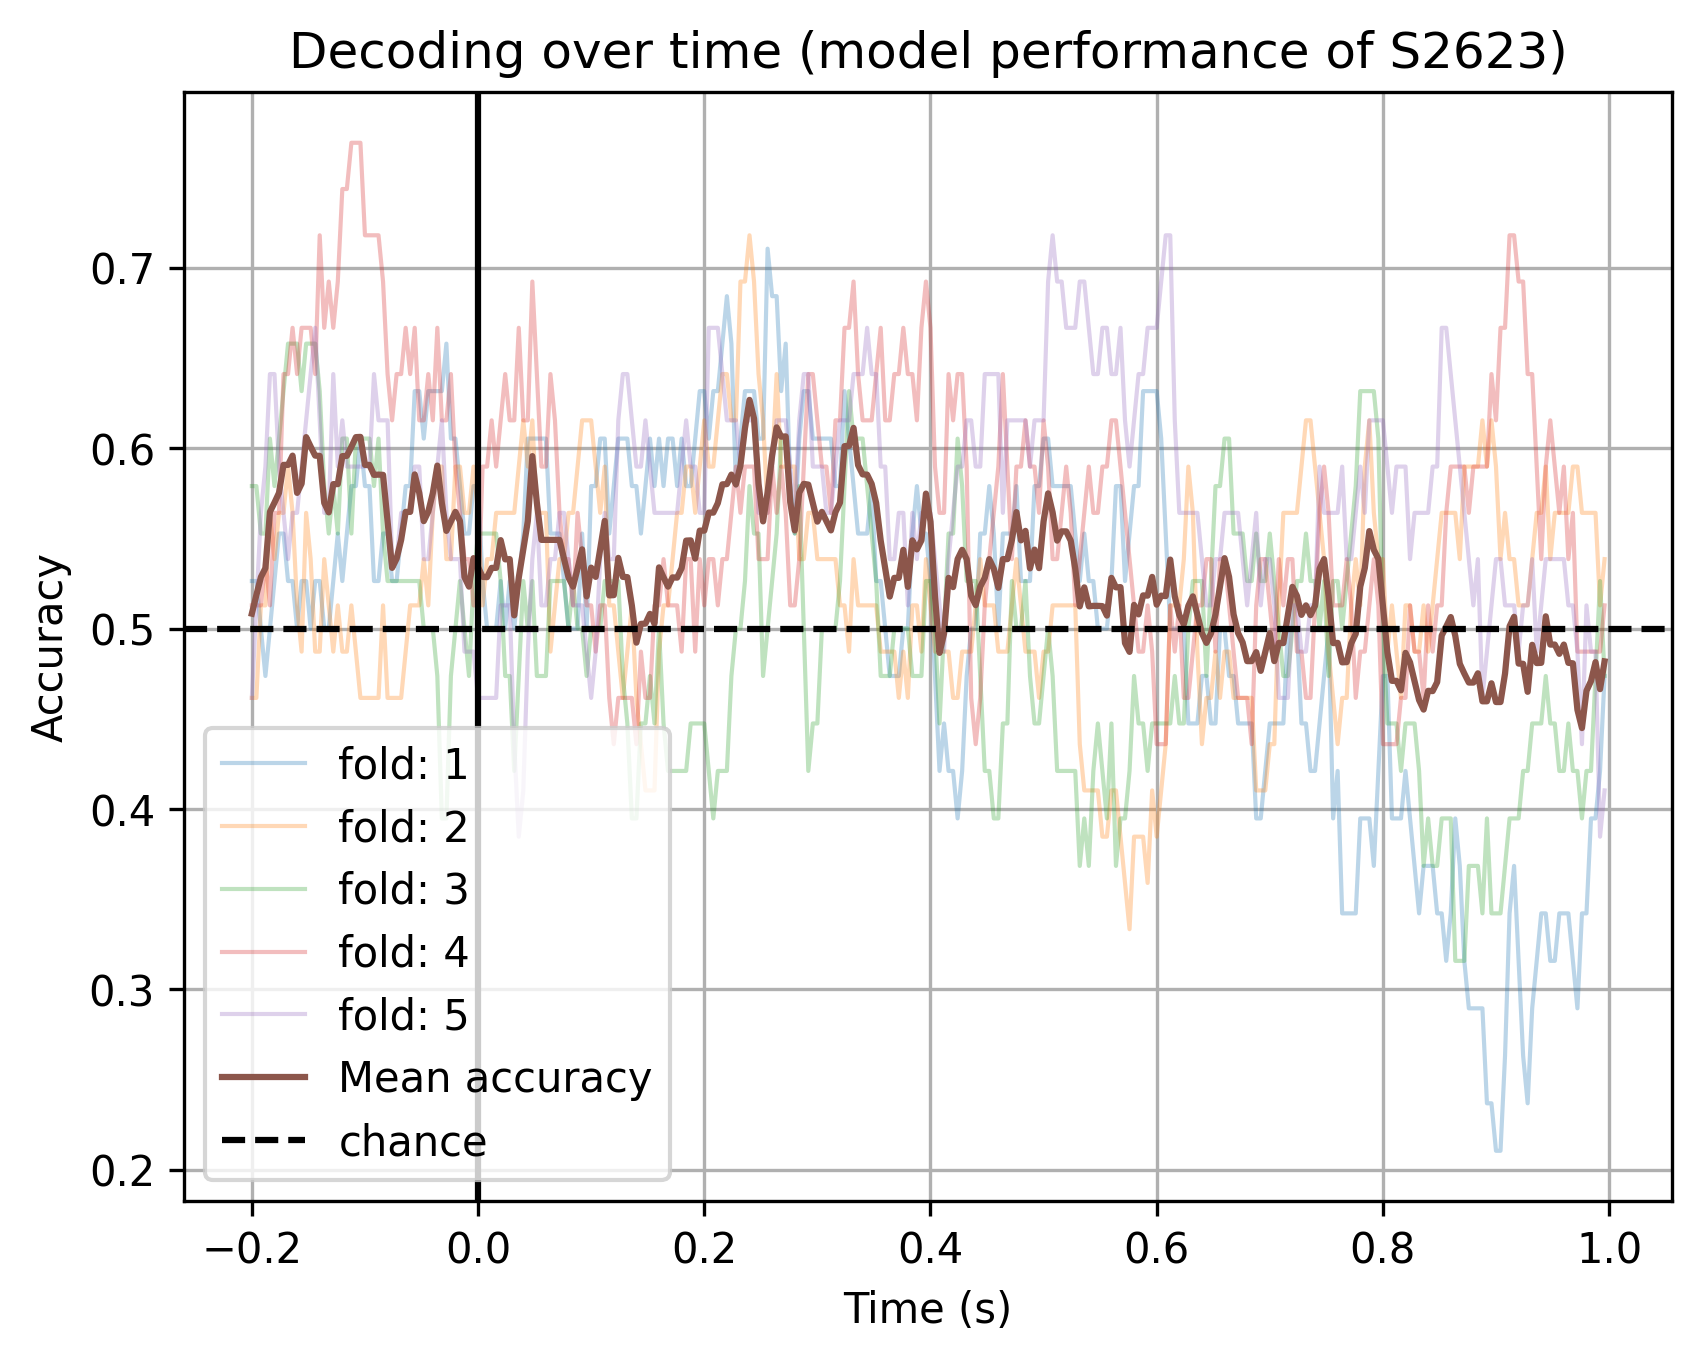 Decoding over time (model performance of S2623)
Accuracy
0.7
0.6
0.5
0.4
0.3
0.2
fold: 1
fold: 2
fold: 3
fold: 4
fold: 5
Mean accuracy
chance
−0.2 0.0 0.2 0.4 0.6 0.8 1.0
Time (s)